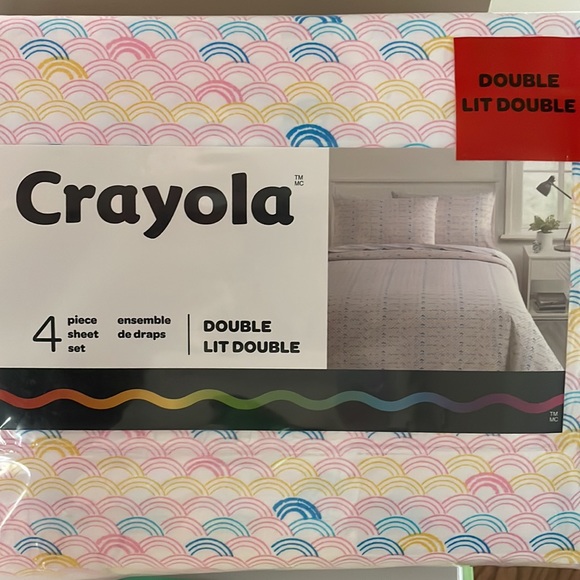 DOUBLE
LIT DOUBLE
Crayola
TM
MC
4 piece sheet set
ensemble de draps
DOUBLE
LIT DOUBLE
TM
MC